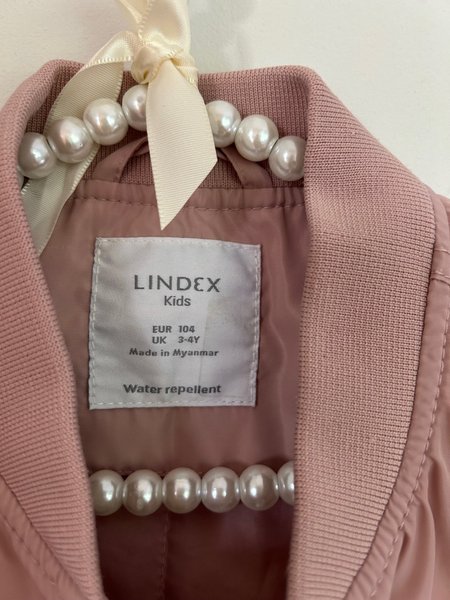 LINDEX
Kids
EUR 104
UK 3-4Y
Made in Myanmar
Water repellent